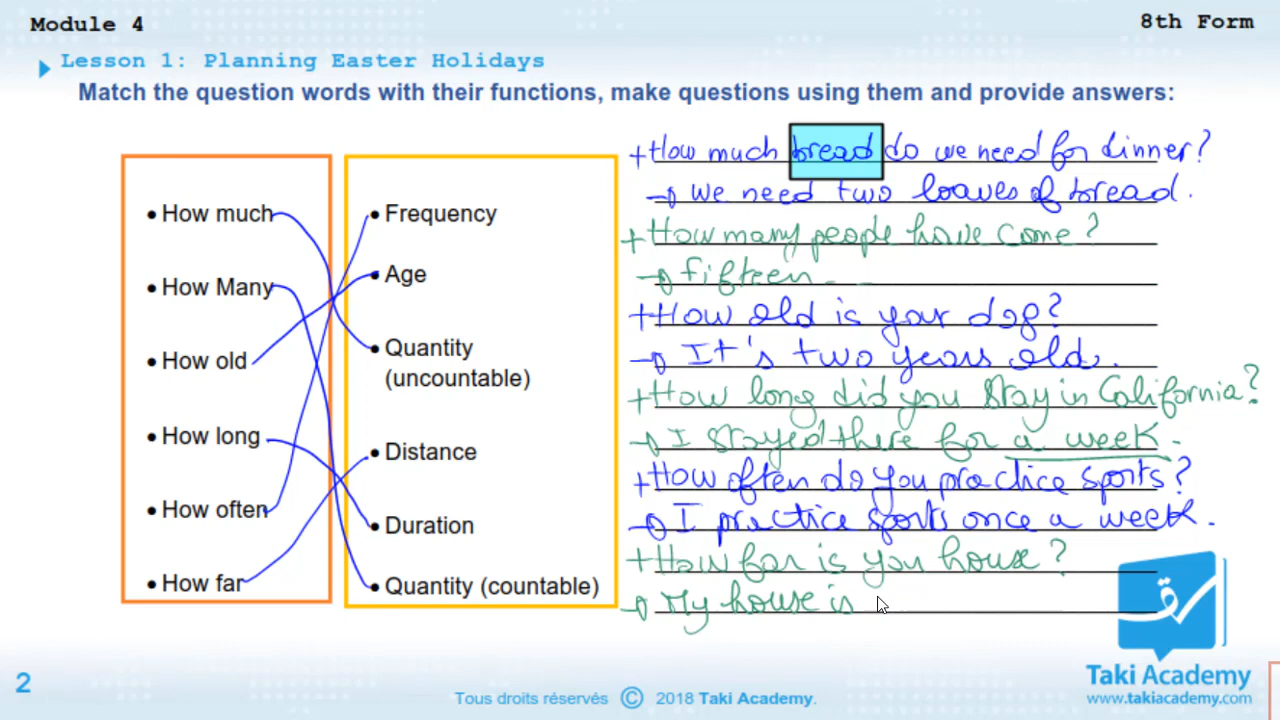 Module 4
8th Form
Lesson 1: Planning Easter Holidays
Match the question words with their functions, make questions using them and provide answers:
• How much
• How Many
• How old
• How long
• How often
• How far
• Frequency
• Age
• Quantity
(uncountable)
• Distance
• Duration
• Quantity (countable)
+How much bread do we need for dinner?
→ We need two loaves of bread.
+ How many people have come?
→ fifteen.
+How old is your dog?
→ It's two years old.
+How long did you stay in California?
→ I stayed there for a week.
+How often do you practice sports?
→ I practice sports once a week.
+How far is you house?
→ My house is
2
Tous droits réservés © 2018 Taki Academy.
Taki Academy
www.takiacademy.com